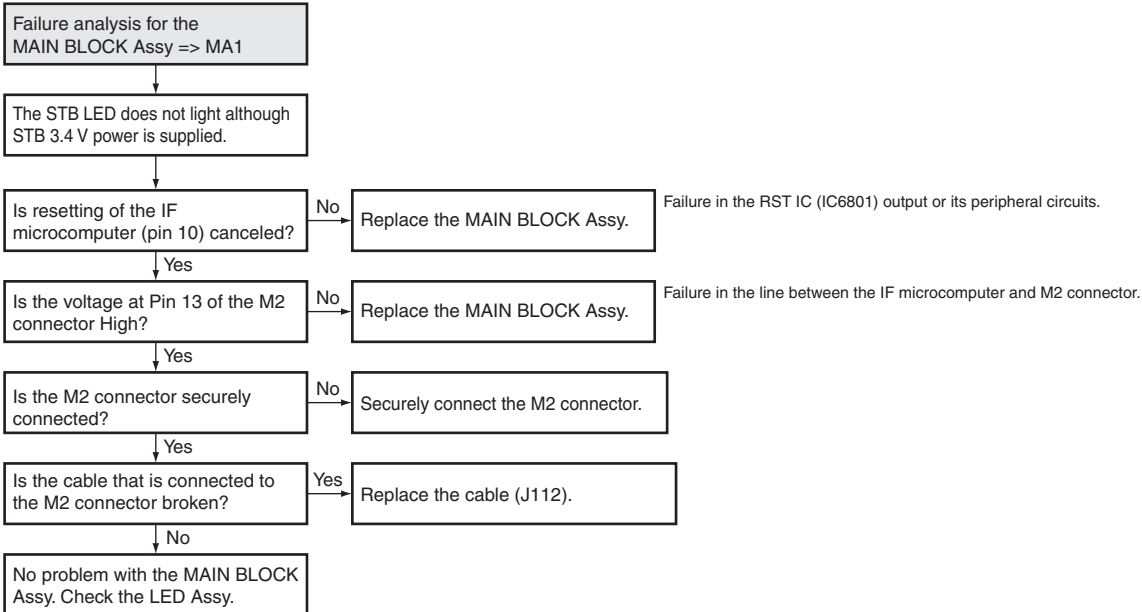 Failure analysis for the
MAIN BLOCK Assy => MA1
The STB LED does not light although
STB 3.4 V power is supplied.
Is resetting of the IF
microcomputer (pin 10) canceled?
No
Replace the MAIN BLOCK Assy.
Failure in the RST IC (IC6801) output or its peripheral circuits.
Yes
Is the voltage at Pin 13 of the M2
connector High?
No
Replace the MAIN BLOCK Assy.
Failure in the line between the IF microcomputer and M2 connector.
Yes
Is the M2 connector securely
connected?
No
Securely connect the M2 connector.
Yes
Is the cable that is connected to
the M2 connector broken?
Yes
Replace the cable (J112).
No
No problem with the MAIN BLOCK
Assy. Check the LED Assy.